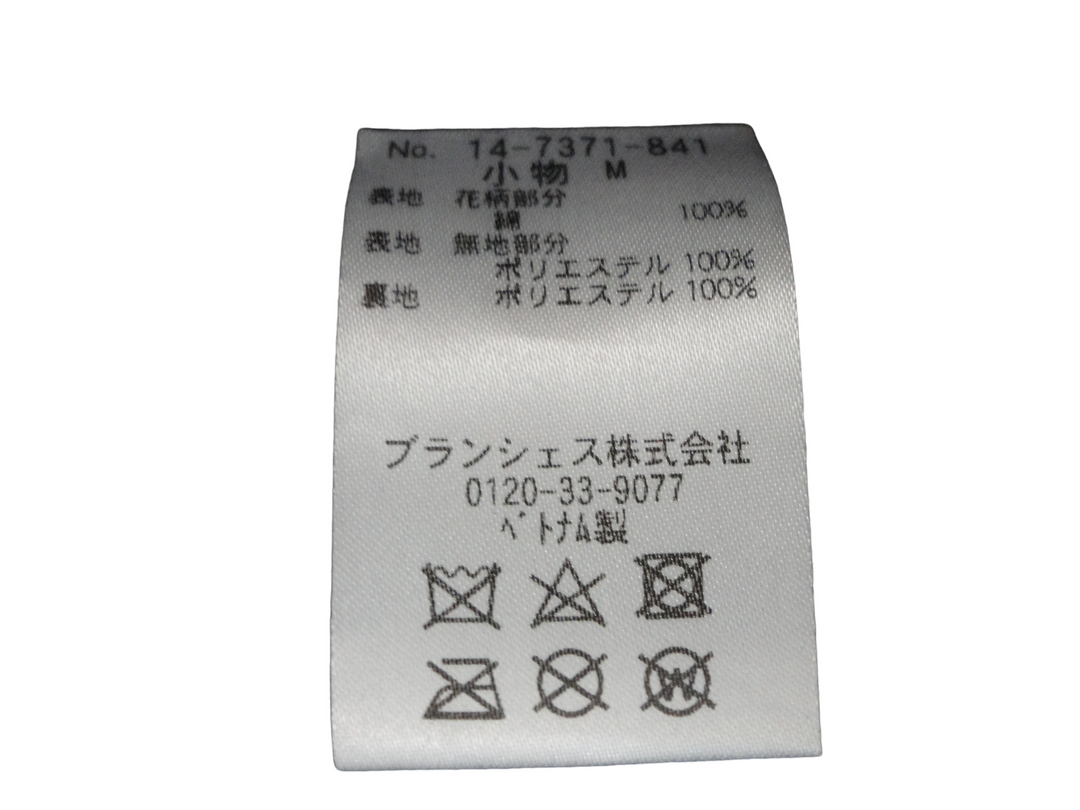 No. 14-7371-841
小物 M
表地 花柄部分
綿 100%
表地 無地部分
ポリエステル 100%
裏地 ポリエステル 100%
ブランシェス株式会社
0120-33-9077
ベトナム製